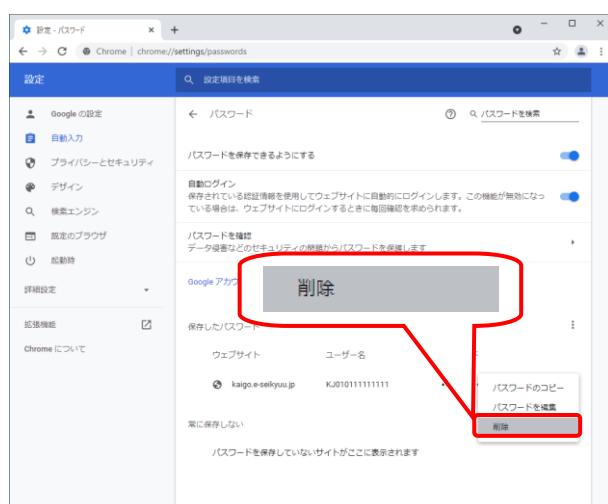 設定 - パスワード
Chrome | chrome://settings/passwords
設定
設定項目を検索
Google の設定
自動入力
プライバシーとセキュリティ
デザイン
検索エンジン
既定のブラウザ
起動時
詳細設定
拡張機能
Chrome について
パスワード
パスワードを検索
パスワードを保存できるようにする
自動ログイン
保存されている認証情報を使用してウェブサイトに自動的にログインします。この機能が無効になっ
ている場合は、ウェブサイトにログインするときに毎回確認を求められます。
パスワードを確認
データ侵害などのセキュリティの問題からパスワードを保護します
Google アカウ
削除
保存したパスワード
ウェブサイト ユーザー名
kaigo.e-seikyuu.jp KJ010111111111
パスワードのコピー
パスワードを編集
削除
常に保存しない
パスワードを保存していないサイトがここに表示されます